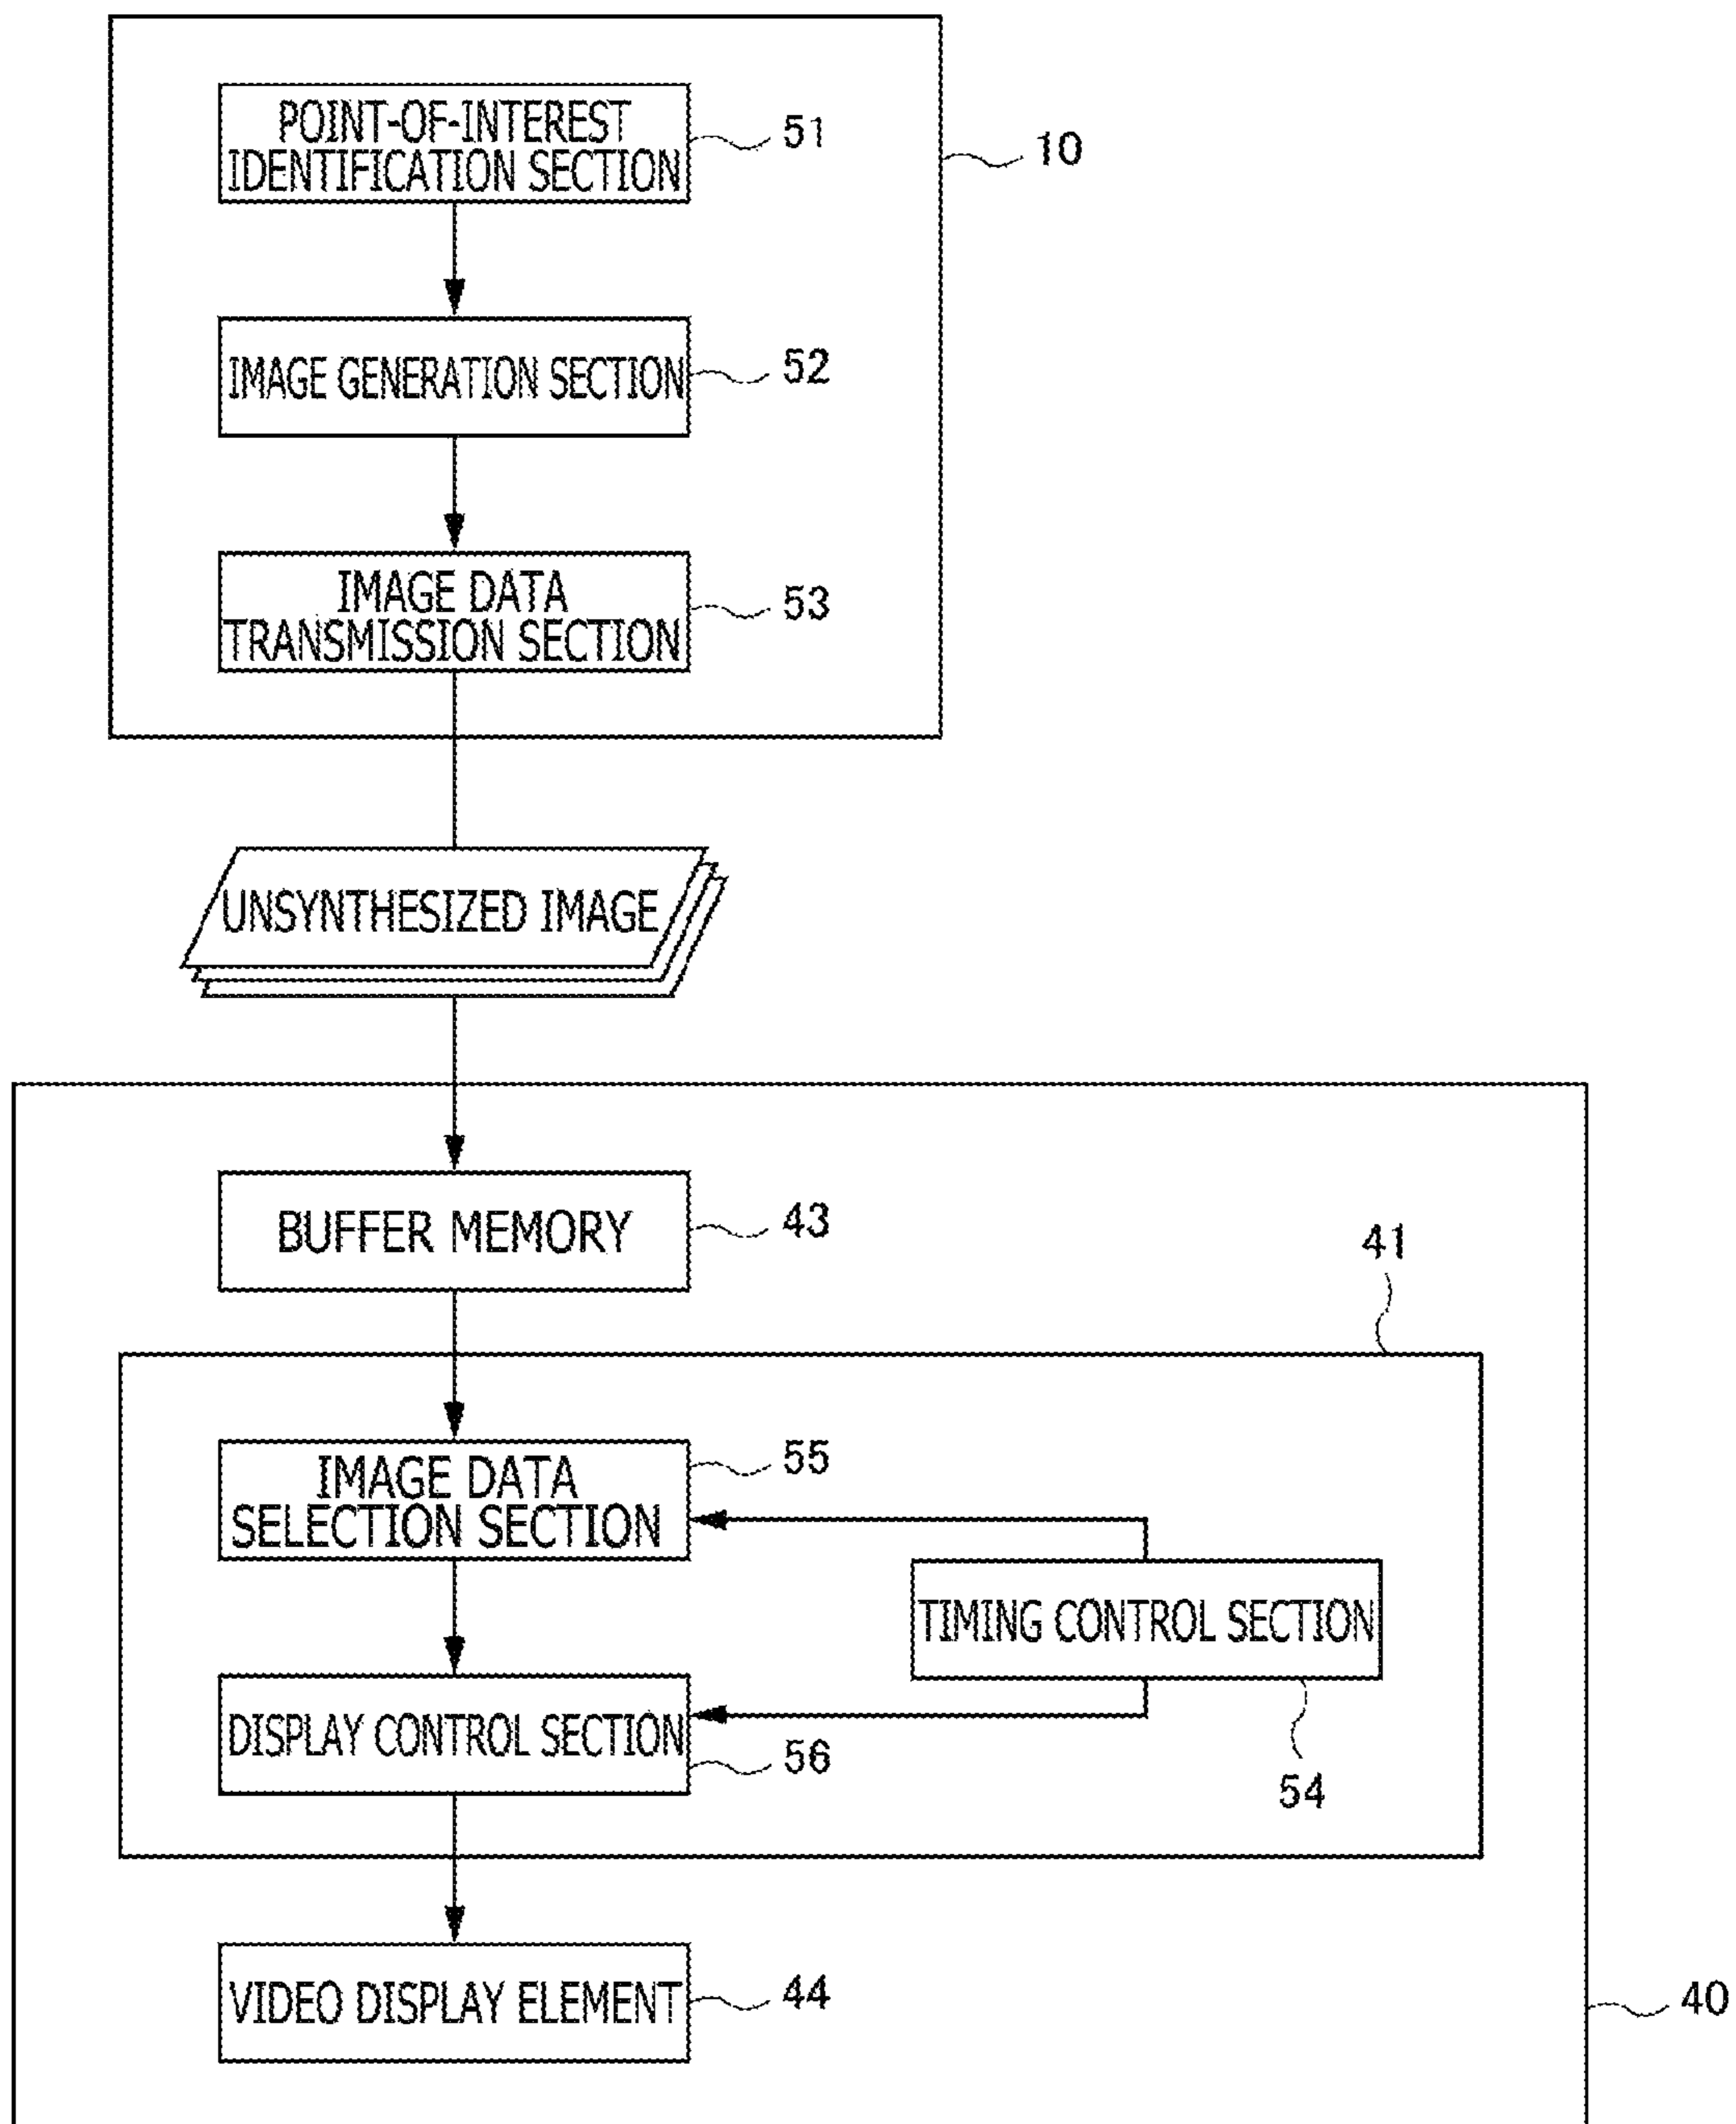 POINT-OF-INTEREST
IDENTIFICATION SECTION
51
10
IMAGE GENERATION SECTION
52
IMAGE DATA
TRANSMISSION SECTION
53
UNSYNTHESIZED IMAGE
BUFFER MEMORY
43
41
IMAGE DATA
SELECTION SECTION
55
TIMING CONTROL SECTION
54
DISPLAY CONTROL SECTION
56
VIDEO DISPLAY ELEMENT
44
40